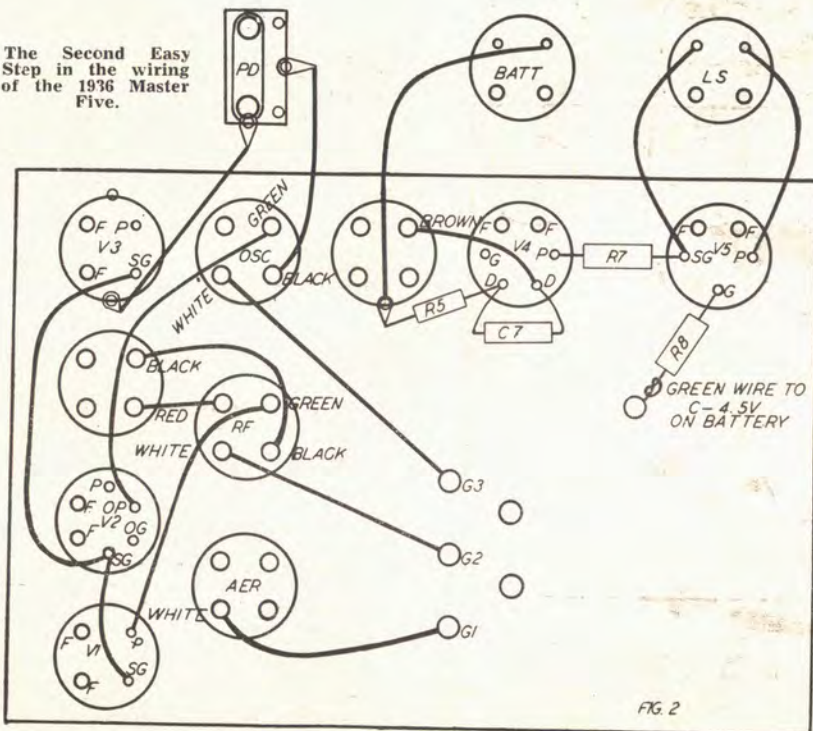 The Second Easy
Step in the wiring
of the 1936 Master
Five.
PD
BATT
LS
GREEN
BROWN
F P
V3
F
SG
OSC
WHITE
BLACK
F F
V4
G P
D D
R7
F F
V5
SG P
G
R5
C7
R8
GREEN WIRE TO
C-4.5V
ON BATTERY
BLACK
RED
RF
GREEN
WHITE
BLACK
P
F OP
V2
F OG
SG
G3
G2
AER
WHITE
G1
F P
V1
SG
F
FIG. 2